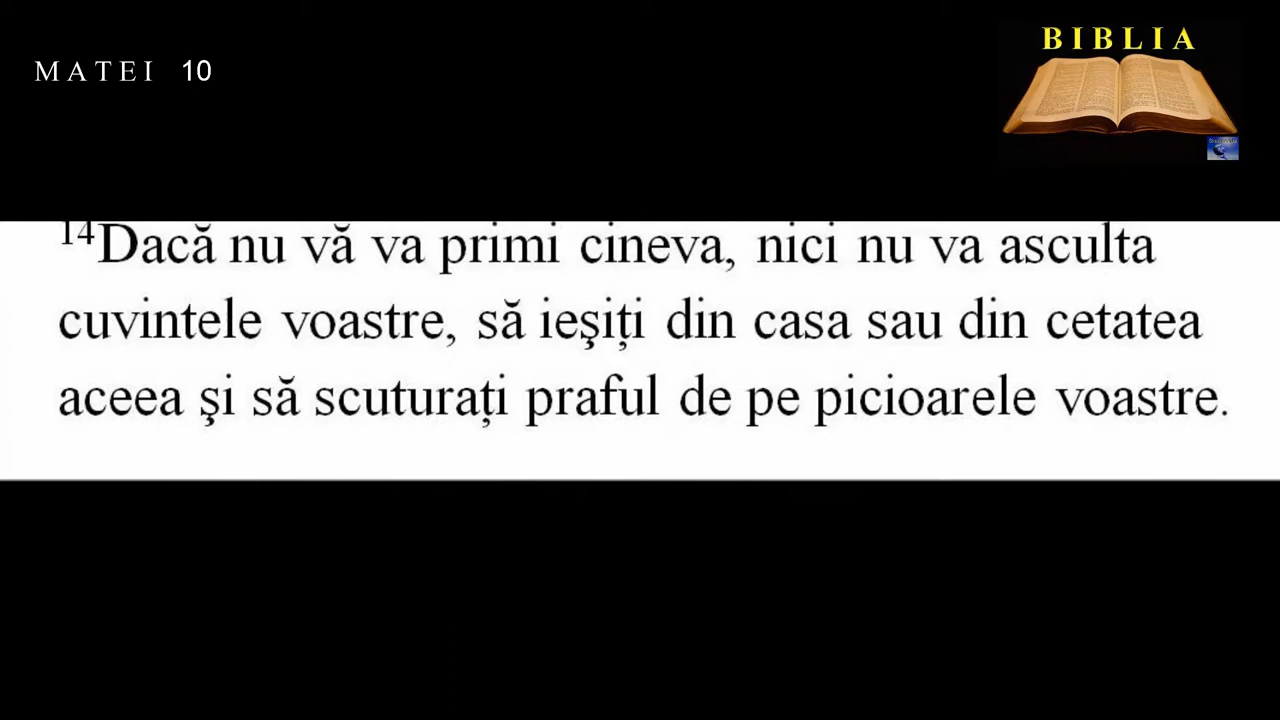 MATEI 10
BIBLIA
¹⁴Dacă nu vă va primi cineva, nici nu va asculta
cuvintele voastre, să ieşiţi din casa sau din cetatea
aceea şi să scuturaţi praful de pe picioarele voastre.